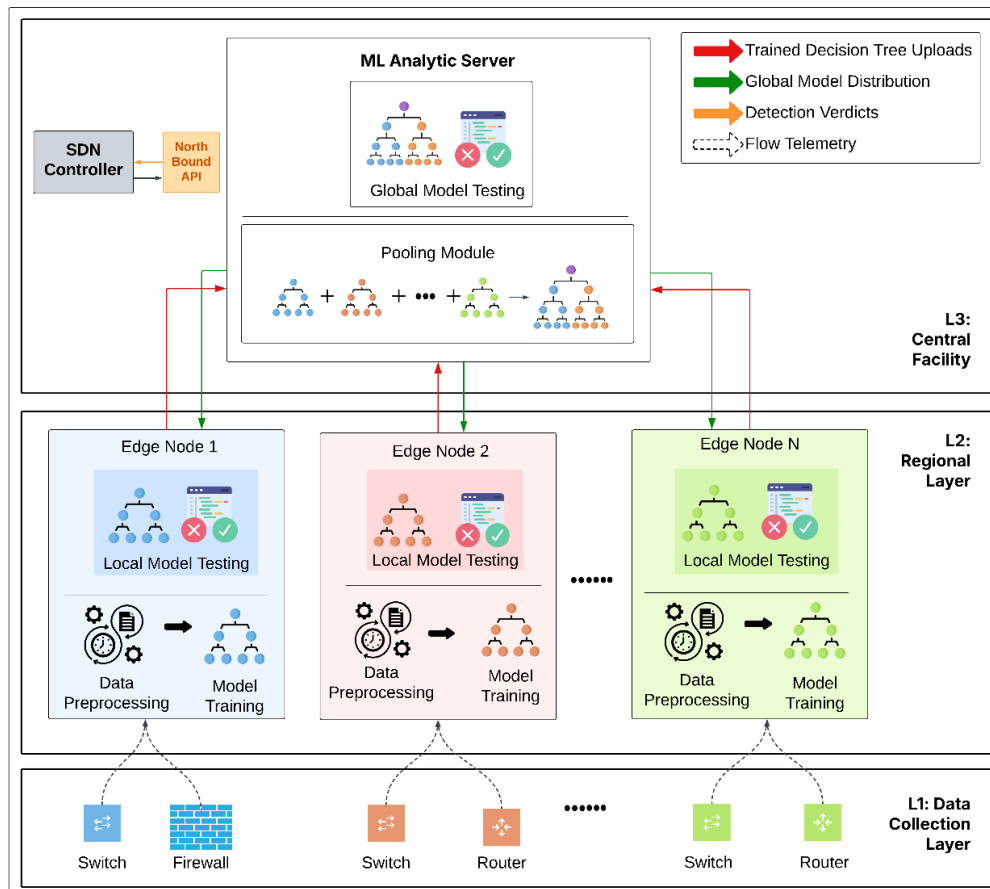 ML Analytic Server
Global Model Testing
Trained Decision Tree Uploads
Global Model Distribution
Detection Verdicts
Flow Telemetry
SDN
Controller
North
Bound
API
Pooling Module
L3:
Central
Facility
Edge Node 1
Local Model Testing
Data
Preprocessing
Model
Training
Edge Node 2
Local Model Testing
Data
Preprocessing
Model
Training
Edge Node N
Local Model Testing
Data
Preprocessing
Model
Training
L2:
Regional
Layer
Switch
Firewall
Switch
Router
Switch
Router
L1: Data
Collection
Layer